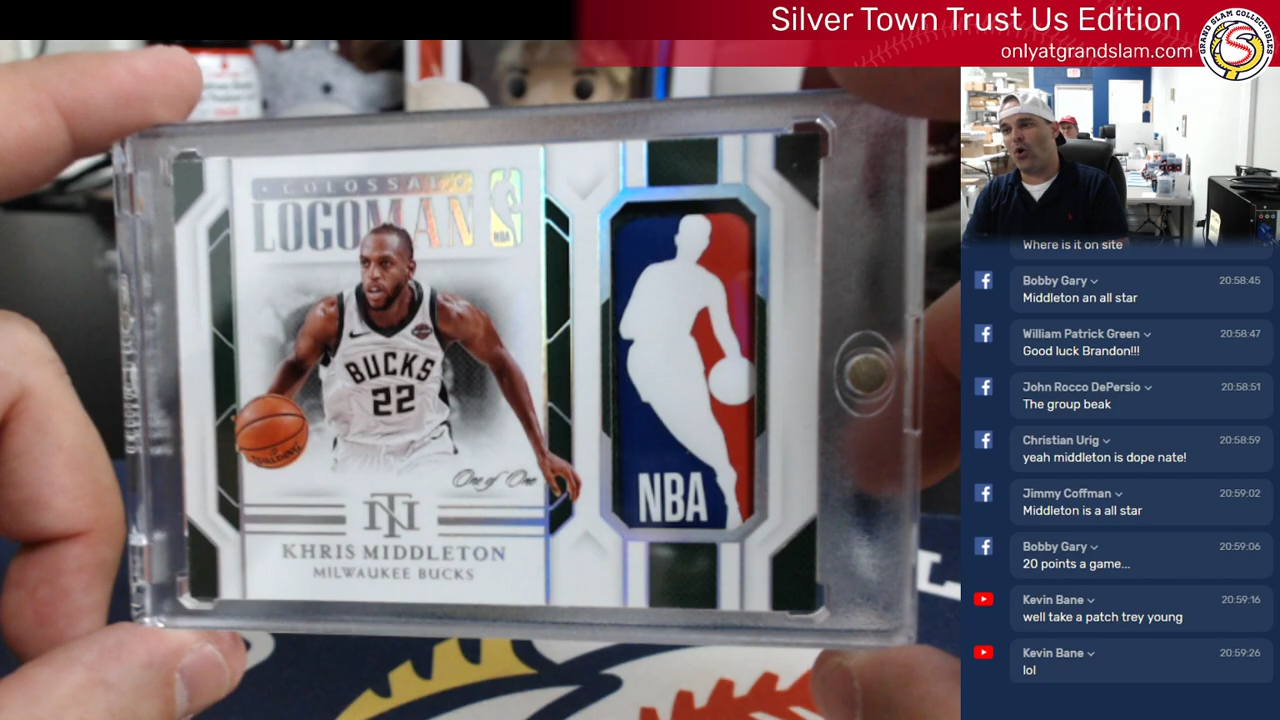 Silver Town Trust Us Edition
onlyatgrandslam.com
GRAND SLAM COLLECTIBLES
COLOSSAL
LOGOMAN
NBA
BUCKS
22
SPALDING
One of One
NT
KHRIS MIDDLETON
MILWAUKEE BUCKS
NBA
Where is it on site
Bobby Gary 20:58:45
Middleton an all star
William Patrick Green 20:58:47
Good luck Brandon!!!
John Rocco DePersio 20:58:51
The group beak
Christian Urig 20:58:59
yeah middleton is dope nate!
Jimmy Coffman 20:59:02
Middleton is a all star
Bobby Gary 20:59:06
20 points a game...
Kevin Bane 20:59:16
well take a patch trey young
Kevin Bane 20:59:26
lol